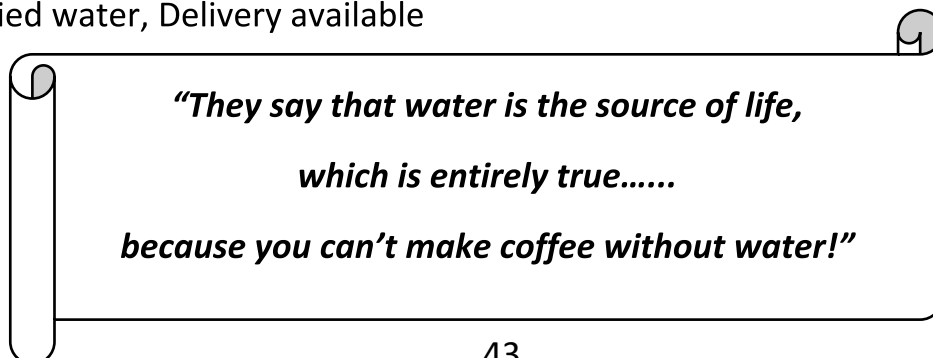 ied water, Delivery available
“They say that water is the source of life,
which is entirely true......
because you can’t make coffee without water!”
43